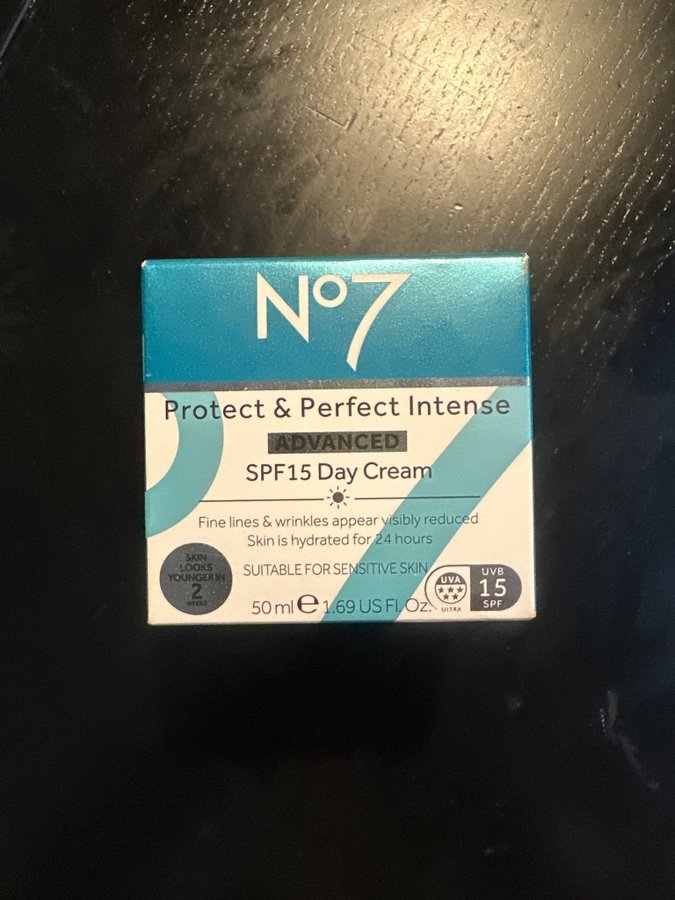 Nº7
Protect & Perfect Intense
ADVANCED
SPF15 Day Cream
Fine lines & wrinkles appear visibly reduced
Skin is hydrated for 24 hours
SUITABLE FOR SENSITIVE SKIN
SKIN
LOOKS
YOUNGER IN
2
WEEKS
50 ml ℮ 1.69 US Fl. Oz.
UVA
ULTRA
UVB
15
SPF